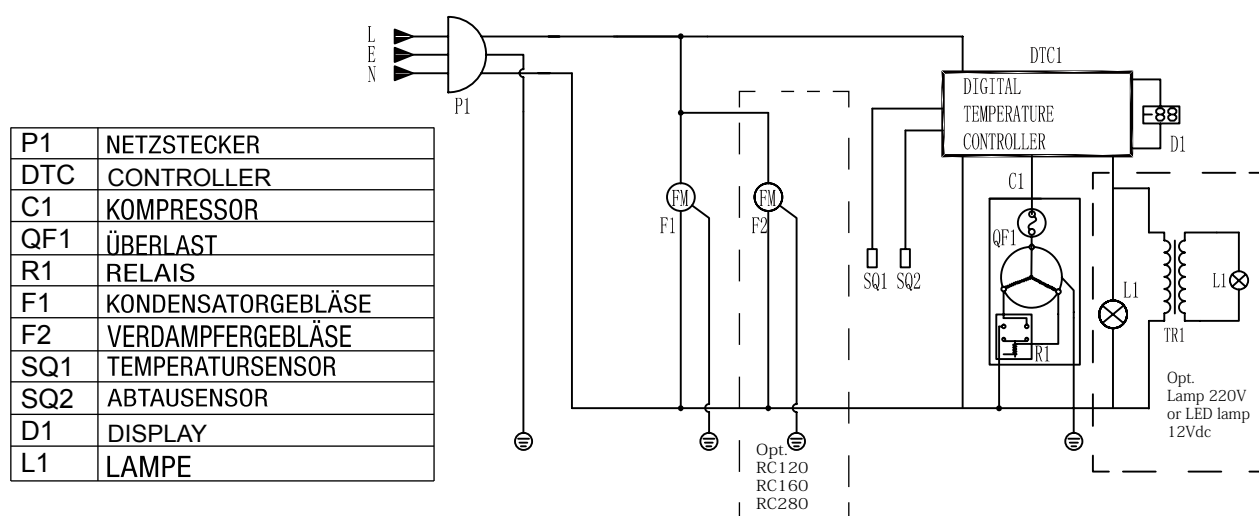 L
E
N
P1
DTC1
DIGITAL
TEMPERATURE
CONTROLLER
-88
D1
C1
FM
F1
FM
F2
QF1
SQ1 SQ2
R1
L1
TR1
L1
Opt.
Lamp 220V
or LED lamp
12Vdc
Opt.
RC120
RC160
RC280
P1 NETZSTECKER
DTC CONTROLLER
C1 KOMPRESSOR
QF1 ÜBERLAST
R1 RELAIS
F1 KONDENSATORGEBLÄSE
F2 VERDAMPFERGEBLÄSE
SQ1 TEMPERATURSENSOR
SQ2 ABTAUSENSOR
D1 DISPLAY
L1 LAMPE